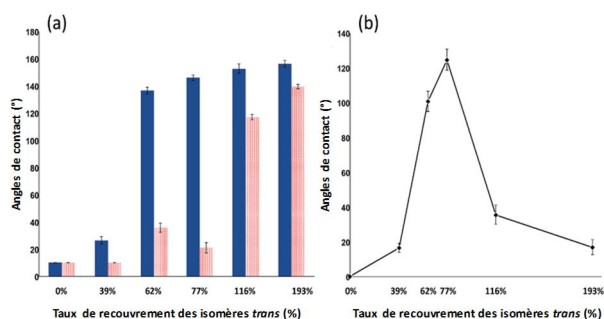 (a)
180
160
140
120
100
80
60
40
20
0
Angles de contact (°)
0% 39% 62% 77% 116% 193%
Taux de recouvrement des isomères trans (%)
(b)
140
120
100
80
60
40
20
0
Angles de contact (°)
0% 39% 62% 77% 116% 193%
Taux de recouvrement des isomères trans (%)